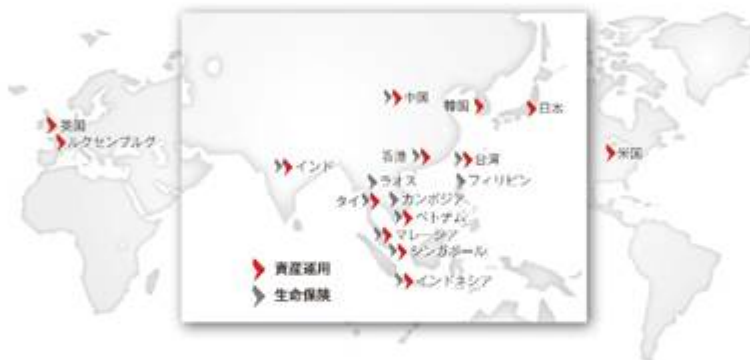 中国
韓国
日本
英国
ルクセンブルグ
香港
台湾
米国
インド
ラオス
フィリピン
タイ
カンボジア
ベトナム
マレーシア
シンガポール
インドネシア
資産運用
生命保険